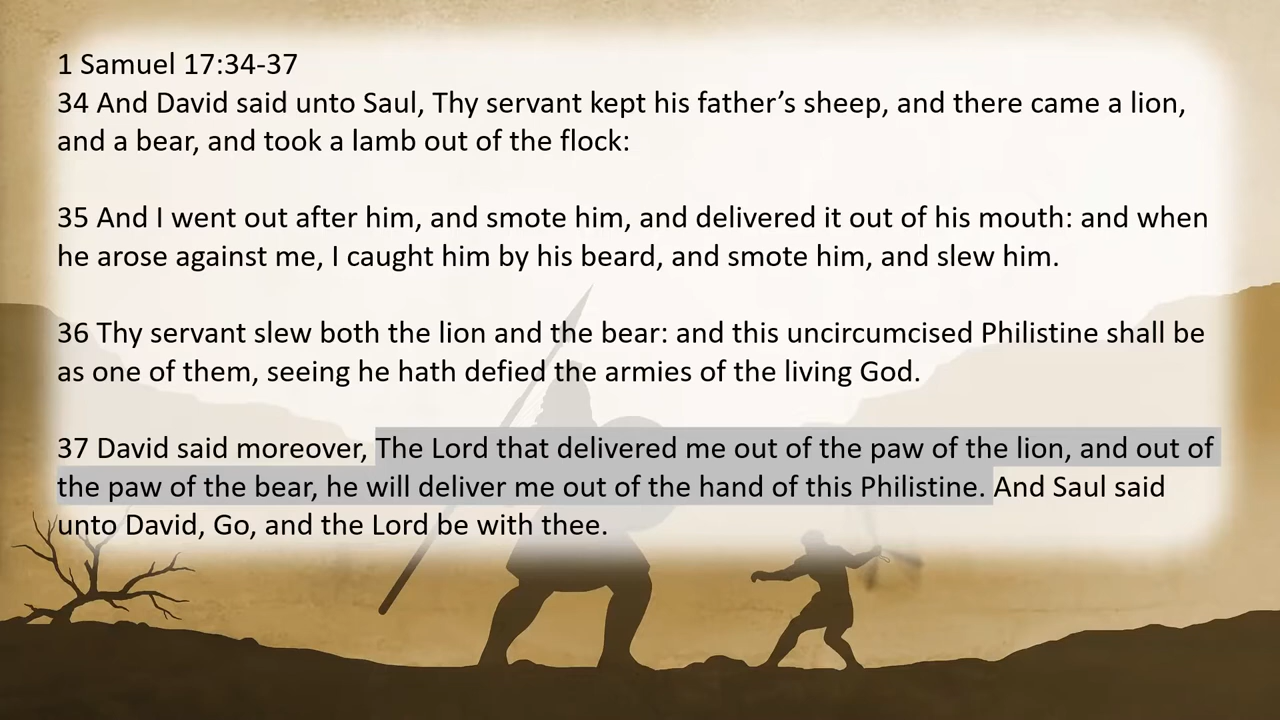 1 Samuel 17:34-37
34 And David said unto Saul, Thy servant kept his father’s sheep, and there came a lion,
and a bear, and took a lamb out of the flock:
35 And I went out after him, and smote him, and delivered it out of his mouth: and when
he arose against me, I caught him by his beard, and smote him, and slew him.
36 Thy servant slew both the lion and the bear: and this uncircumcised Philistine shall be
as one of them, seeing he hath defied the armies of the living God.
37 David said moreover, The Lord that delivered me out of the paw of the lion, and out of
the paw of the bear, he will deliver me out of the hand of this Philistine. And Saul said
unto David, Go, and the Lord be with thee.